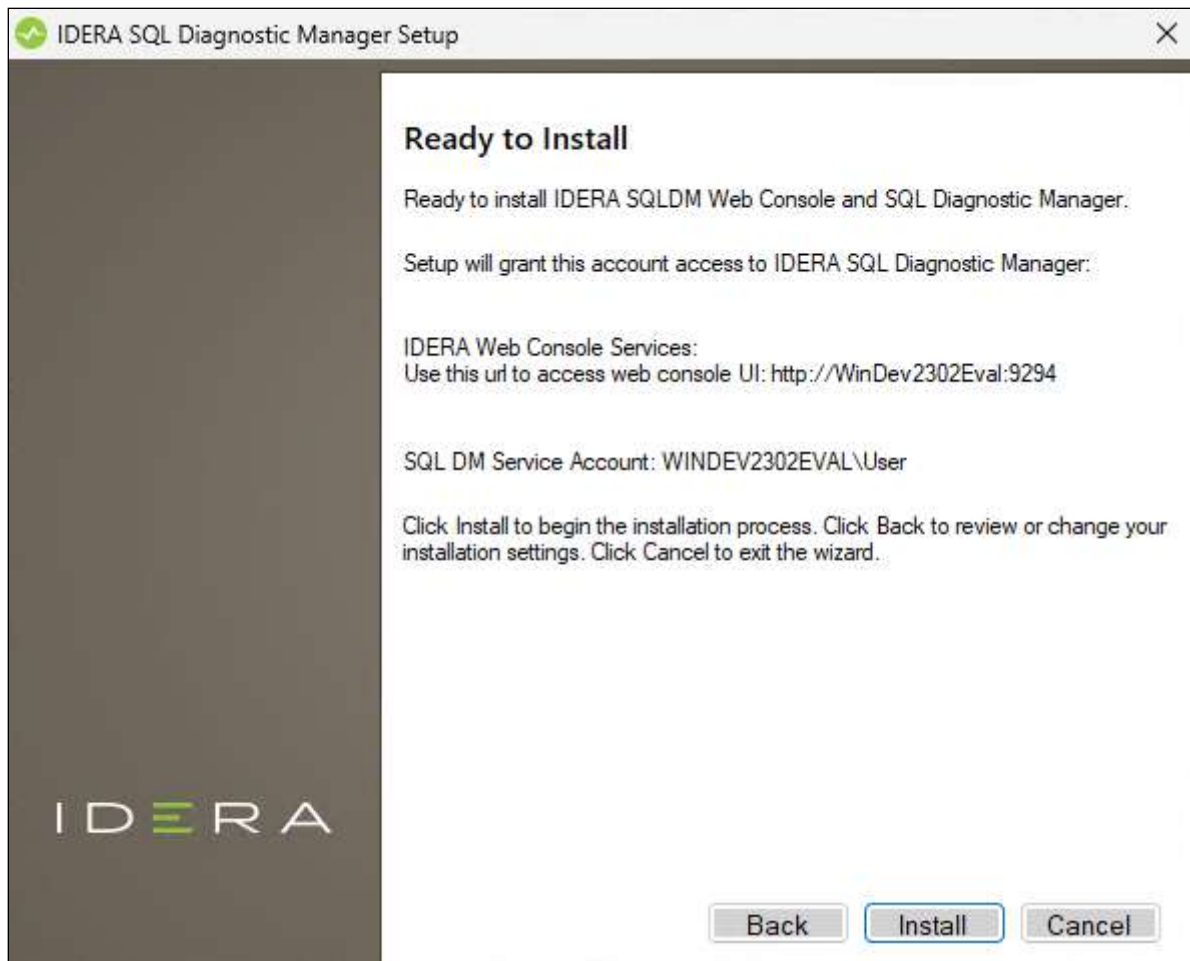 IDERA SQL Diagnostic Manager Setup
Ready to Install
Ready to install IDERA SQLDM Web Console and SQL Diagnostic Manager.
Setup will grant this account access to IDERA SQL Diagnostic Manager:
IDERA Web Console Services:
Use this url to access web console UI: http://WinDev2302Eval:9294
SQL DM Service Account: WINDEV2302EVAL\User
Click Install to begin the installation process. Click Back to review or change your
installation settings. Click Cancel to exit the wizard.
IDERA
Back Install Cancel